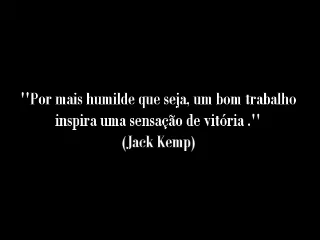 "Por mais humilde que seja, um bom trabalho
inspira uma sensação de vitória ."
(Jack Kemp)